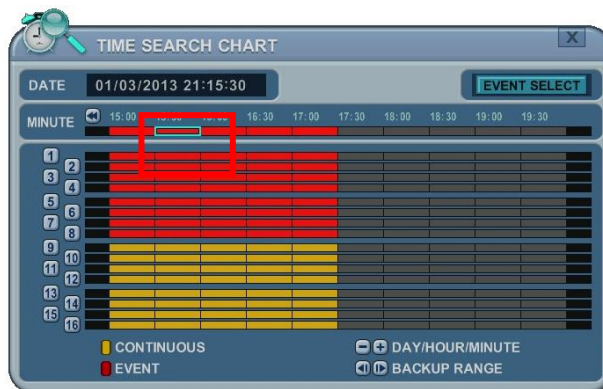 TIME SEARCH CHART
X
DATE 01/03/2013 21:15:30 EVENT SELECT
MINUTE 15:00 16:30 17:00 17:30 18:00 18:30 19:00 19:30
1
2
3
4
5
6
7
8
9
10
11
12
13
14
15
16
CONTINUOUS DAY/HOUR/MINUTE
EVENT BACKUP RANGE